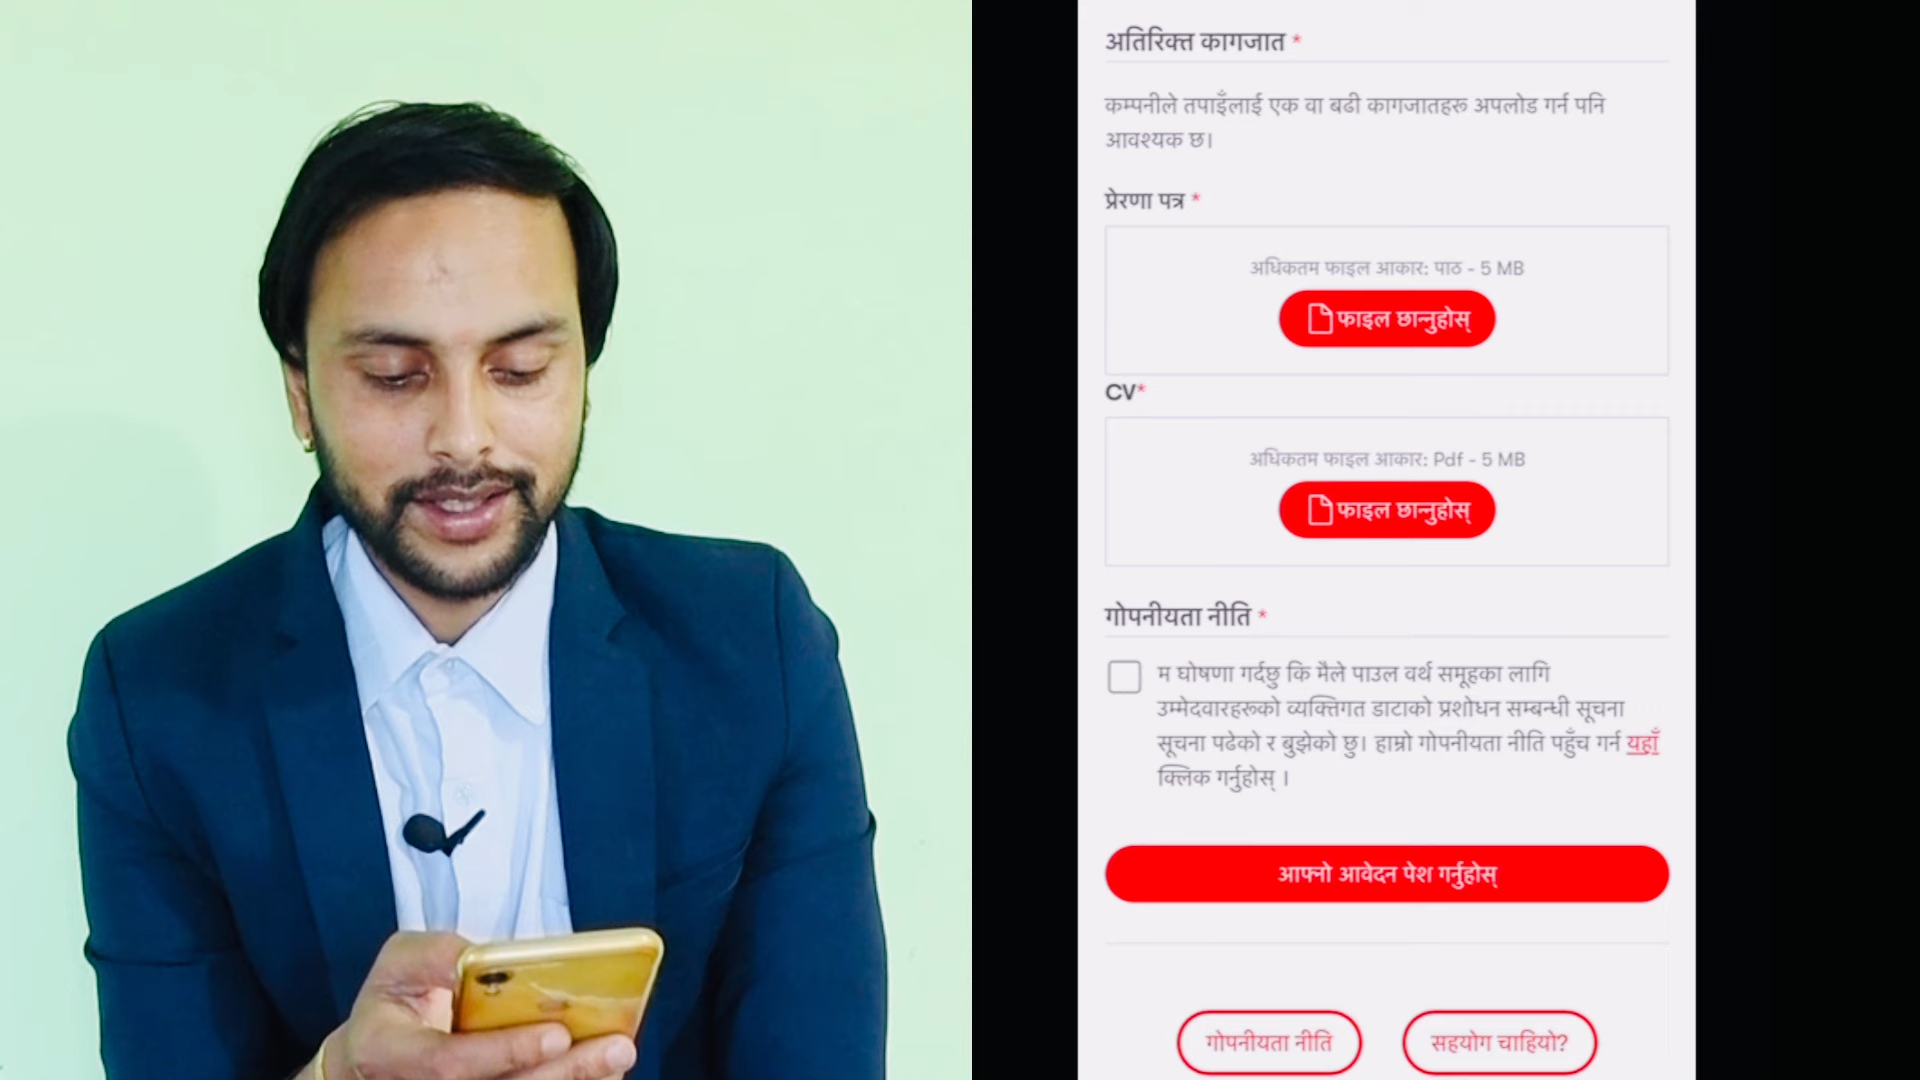 अतिरिक्त कागजात *
कम्पनीले तपाइँलाई एक वा बढी कागजातहरू अपलोड गर्न पनि
आवश्यक छ।
प्रेरणा पत्र *
अधिकतम फाइल आकार: पाठ - 5 MB
फाइल छान्नुहोस्
CV*
अधिकतम फाइल आकार: Pdf - 5 MB
फाइल छान्नुहोस्
गोपनीयता नीति *
म घोषणा गर्दछु कि मैले पाउल वर्थ समूहका लागि
उम्मेदवारहरूको व्यक्तिगत डाटाको प्रशोधन सम्बन्धी सूचना
सूचना पढेको र बुझेको छु। हाम्रो गोपनीयता नीति पहुँच गर्न यहाँ
क्लिक गर्नुहोस् ।
आफ्नो आवेदन पेश गर्नुहोस्
गोपनीयता नीति
सहयोग चाहियो?